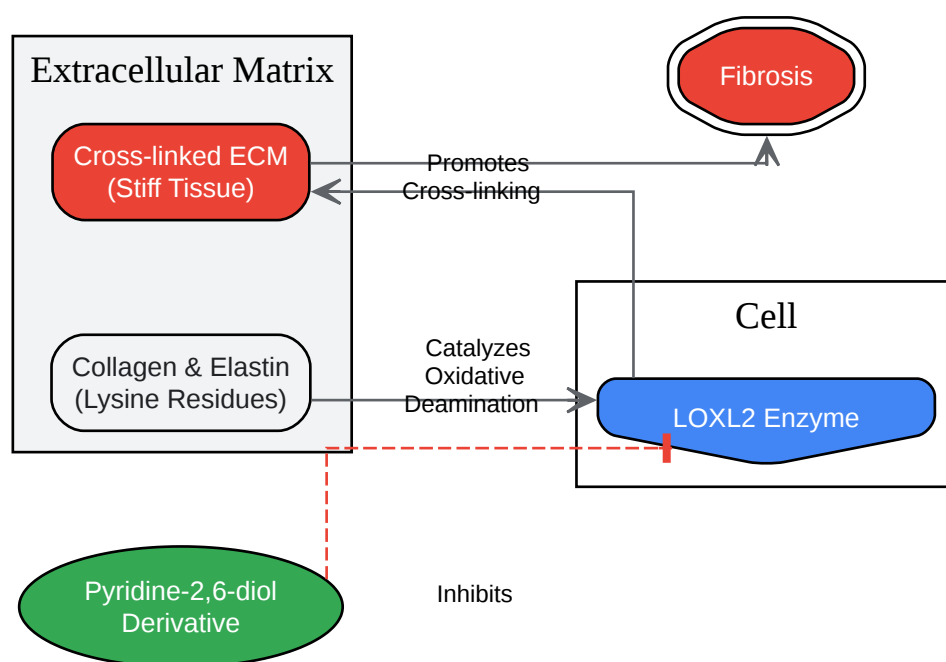 Extracellular Matrix
Fibrosis
Cross-linked ECM
(Stiff Tissue)
Promotes
Cross-linking
Cell
Collagen & Elastin
(Lysine Residues)
Catalyzes
Oxidative
Deamination
LOXL2 Enzyme
Pyridine-2,6-diol
Derivative
Inhibits